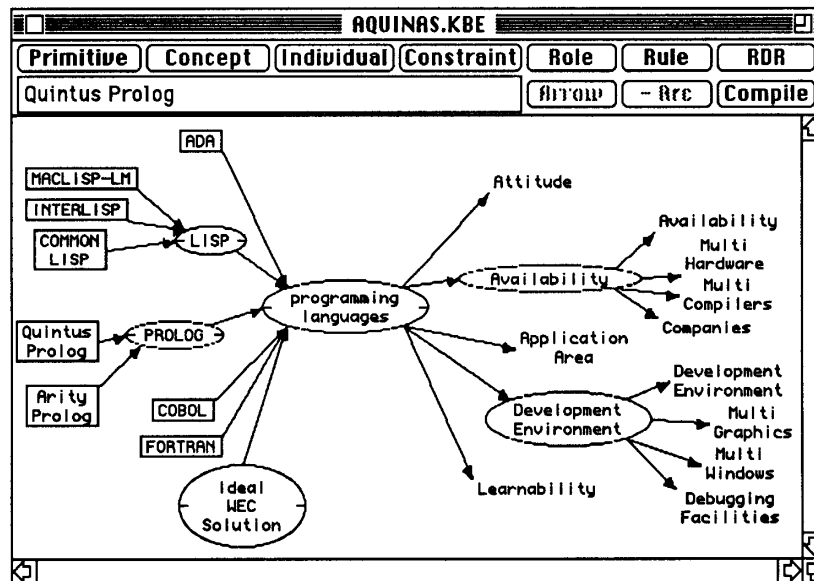 AQUINAS.KBE
Primitive
Concept
Individual
Constraint
Role
Rule
RDR
Quintus Prolog
Arrow
- Arc
Compile
ADA
MACLISP-LM
INTERLISP
COMMON
LISP
LISP
Quintus
Prolog
PROLOG
Arity
Prolog
COBOL
FORTRAN
Ideal
WEC
Solution
programming
languages
Attitude
Availability
Availability
Multi
Hardware
Multi
Compilers
Companies
Application
Area
Development
Environment
Development
Environment
Multi
Graphics
Multi
Windows
Debugging
Facilities
Learnability